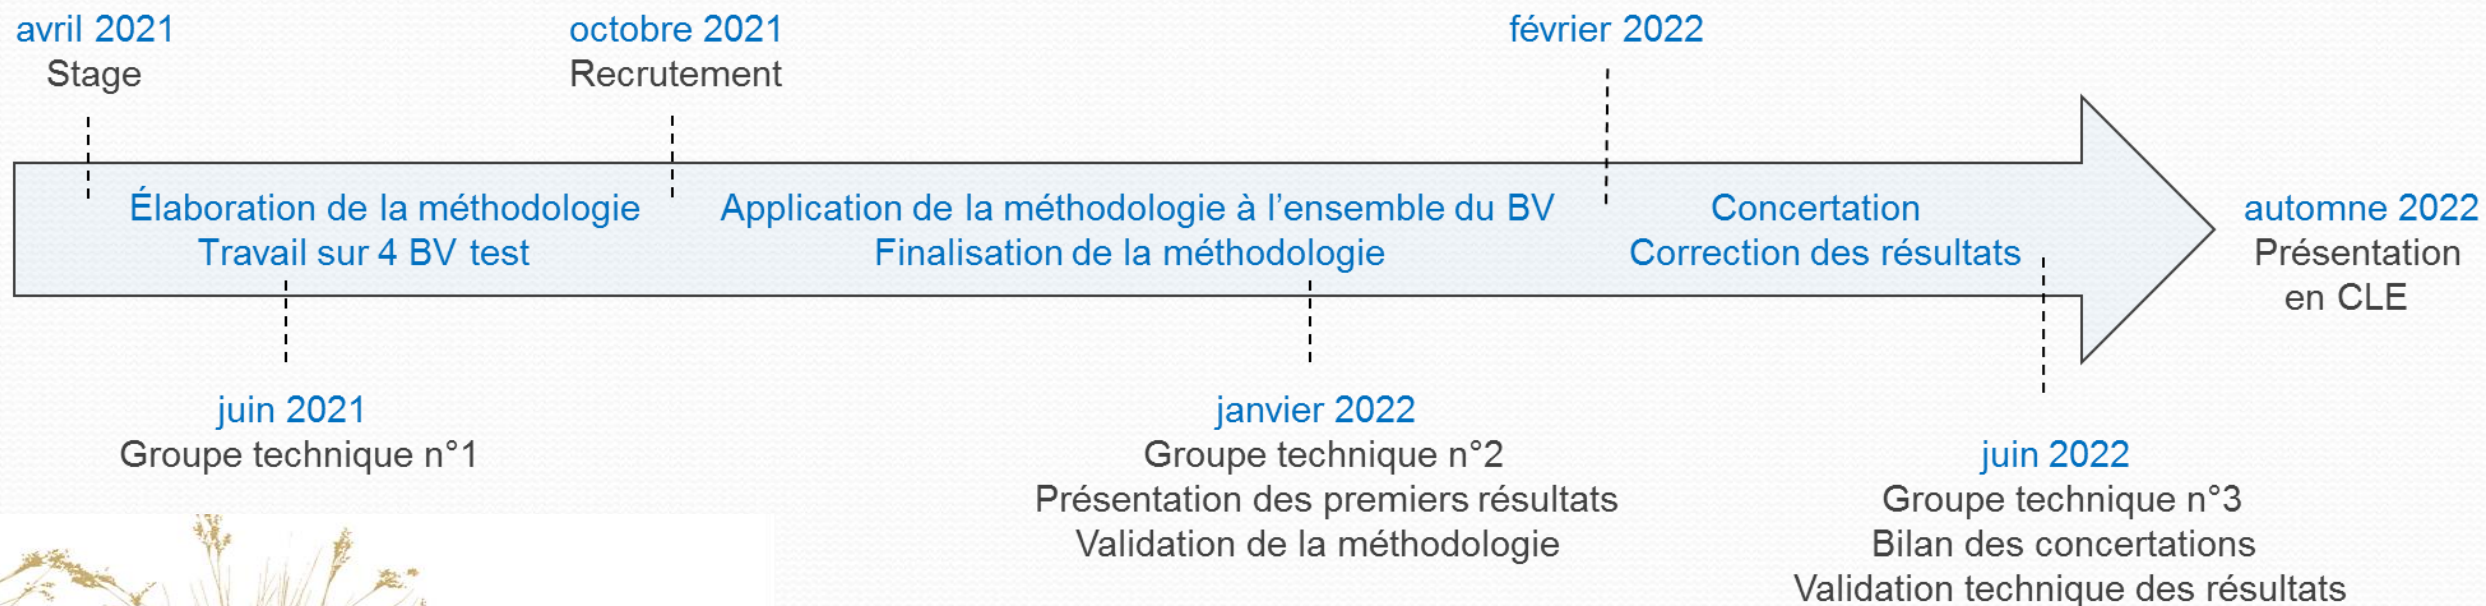 avril 2021
Stage
octobre 2021
Recrutement
février 2022
Élaboration de la méthodologie
Travail sur 4 BV test
Application de la méthodologie à l’ensemble du BV
Finalisation de la méthodologie
Concertation
Correction des résultats
automne 2022
Présentation
en CLE
juin 2021
Groupe technique n°1
janvier 2022
Groupe technique n°2
Présentation des premiers résultats
Validation de la méthodologie
juin 2022
Groupe technique n°3
Bilan des concertations
Validation technique des résultats